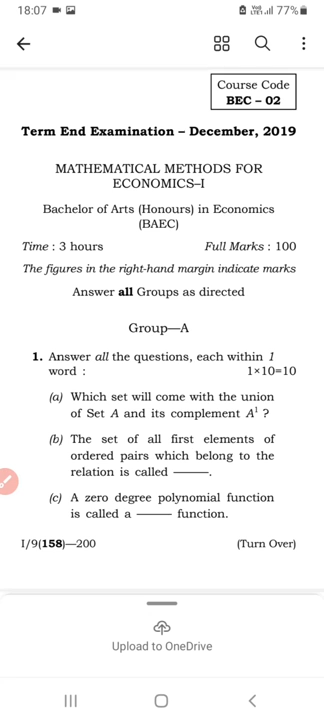 18:07
Vo))
LTE1 77%
Course Code
BEC – 02
Term End Examination – December, 2019
MATHEMATICAL METHODS FOR
ECONOMICS–I
Bachelor of Arts (Honours) in Economics
(BAEC)
Time : 3 hours Full Marks : 100
The figures in the right-hand margin indicate marks
Answer all Groups as directed
Group—A
1. Answer all the questions, each within 1
word : 1×10=10
(a) Which set will come with the union
of Set A and its complement A¹ ?
(b) The set of all first elements of
ordered pairs which belong to the
relation is called ———.
(c) A zero degree polynomial function
is called a ——— function.
I/9(158)—200 (Turn Over)
Upload to OneDrive